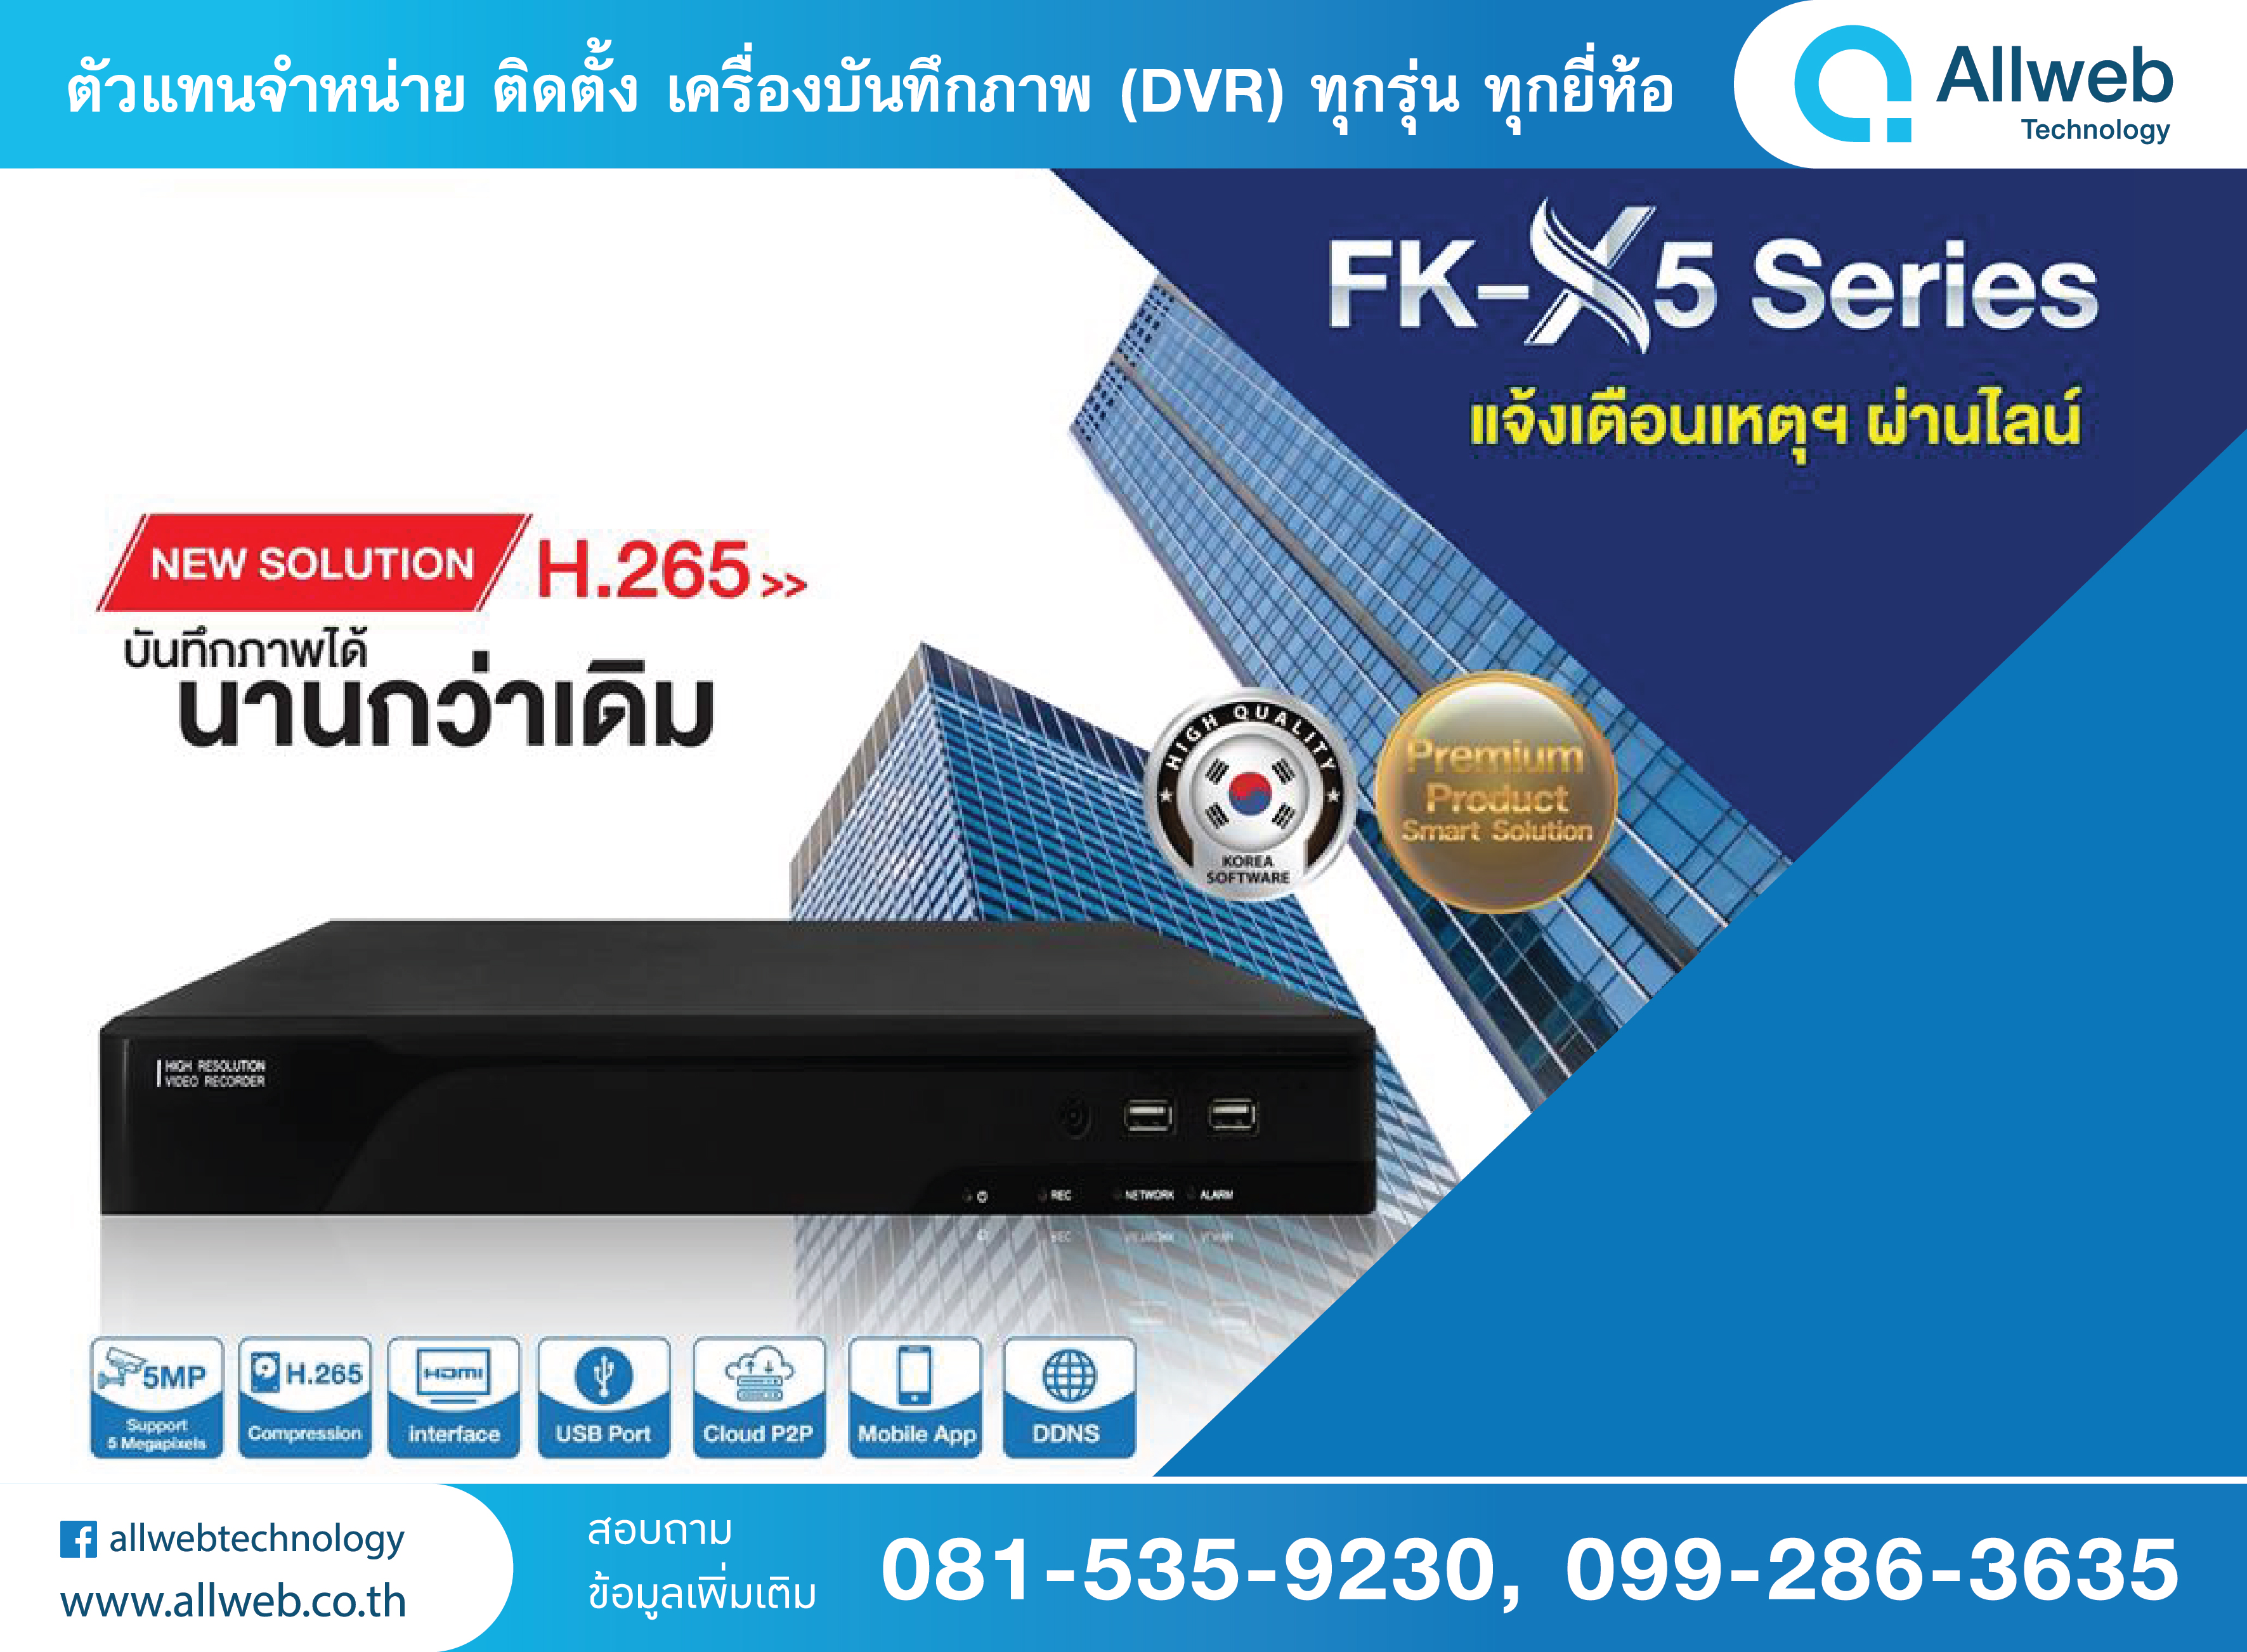 ตัวแทนจำหน่าย ติดตั้ง เครื่องบันทึกภาพ (DVR) ทุกรุ่น ทุกยี่ห้อ
Allweb
Technology
FK-X5 Series
แจ้งเตือนเหตุฯ ผ่านไลน์
NEW SOLUTION H.265 >>
บันทึกภาพได้
นานกว่าเดิม
HIGH QUALITY
KOREA
SOFTWARE
Premium
Product
Smart Solution
HIGH RESOLUTION
VIDEO RECORDER
REC NETWORK ALARM
5MP
Support
5 Megapixels
H.265
Compression
HDMI
interface
USB Port
Cloud P2P
Mobile App
DDNS
allwebtechnology
www.allweb.co.th
สอบถาม
ข้อมูลเพิ่มเติม
081-535-9230, 099-286-3635